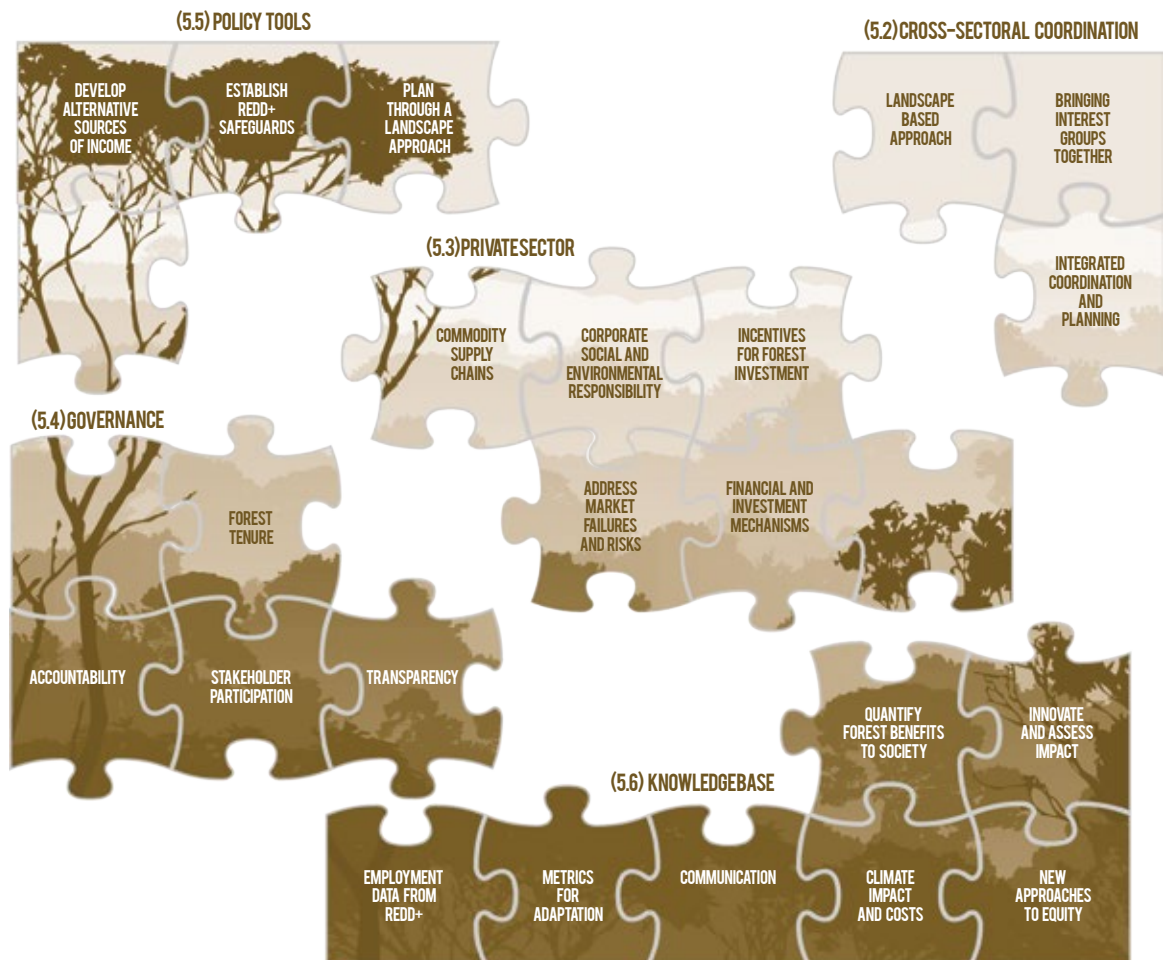 (5.5) POLICY TOOLS
DEVELOP
ALTERNATIVE
SOURCES
OF INCOME
ESTABLISH
REDD+
SAFEGUARDS
PLAN
THROUGH A
LANDSCAPE
APPROACH
(5.2) CROSS-SECTORAL COORDINATION
LANDSCAPE
BASED
APPROACH
BRINGING
INTEREST
GROUPS
TOGETHER
INTEGRATED
COORDINATION
AND
PLANNING
(5.3) PRIVATE SECTOR
COMMODITY
SUPPLY
CHAINS
CORPORATE
SOCIAL AND
ENVIRONMENTAL
RESPONSIBILITY
INCENTIVES
FOR FOREST
INVESTMENT
ADDRESS
MARKET
FAILURES
AND RISKS
FINANCIAL AND
INVESTMENT
MECHANISMS
(5.4) GOVERNANCE
FOREST
TENURE
ACCOUNTABILITY
STAKEHOLDER
PARTICIPATION
TRANSPARENCY
(5.6) KNOWLEDGEBASE
QUANTIFY
FOREST BENEFITS
TO SOCIETY
INNOVATE
AND ASSESS
IMPACT
EMPLOYMENT
DATA FROM
REDD+
METRICS
FOR
ADAPTATION
COMMUNICATION
CLIMATE
IMPACT
AND COSTS
NEW
APPROACHES
TO EQUITY